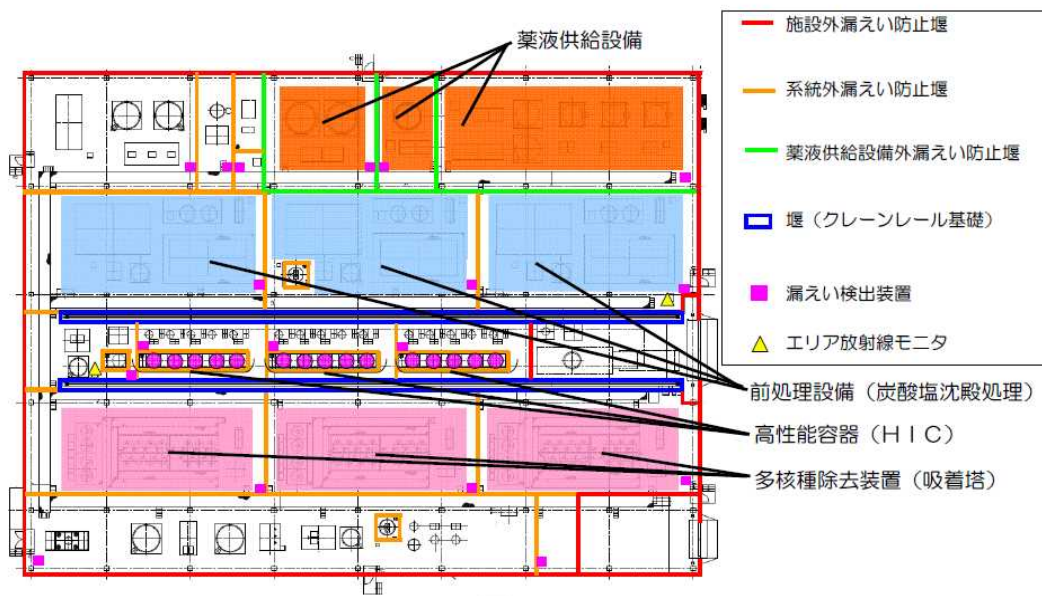 薬液供給設備
施設外漏えい防止堰
系統外漏えい防止堰
薬液供給設備外漏えい防止堰
堰（クレーンレール基礎）
漏えい検出装置
エリア放射線モニタ
前処理設備（炭酸塩沈殿処理）
高性能容器（ＨＩＣ）
多核種除去装置（吸着塔）